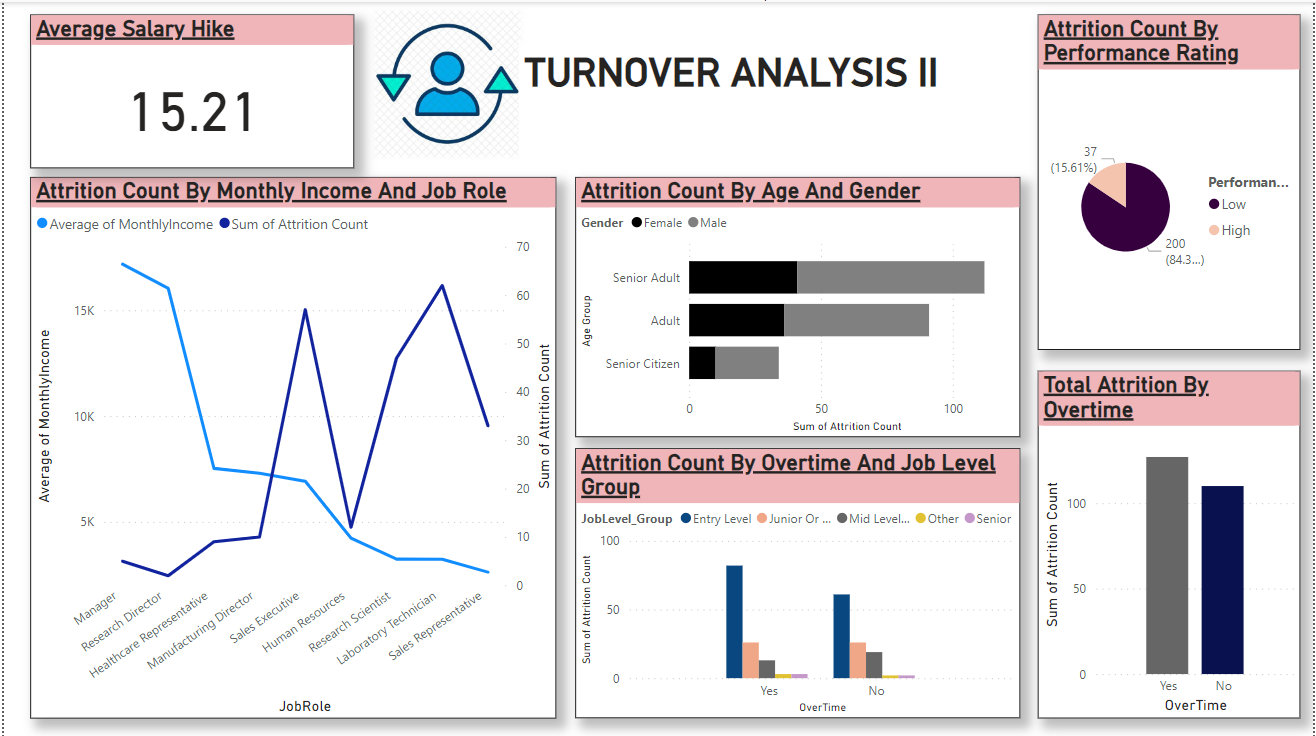 Average Salary Hike
15.21
TURNOVER ANALYSIS II
Attrition Count By
Performance Rating
37
(15.61%)
200
(84.3...)
Performan...
Low
High
Attrition Count By Monthly Income And Job Role
Average of MonthlyIncome Sum of Attrition Count
Average of MonthlyIncome
15K
10K
5K
70
60
50
40
30
20
10
0
Sum of Attrition Count
Manager
Research Director
Healthcare Representative
Manufacturing Director
Sales Executive
Human Resources
Research Scientist
Laboratory Technician
Sales Representative
JobRole
Attrition Count By Age And Gender
Gender Female Male
Age Group
Senior Adult
Adult
Senior Citizen
0 50 100
Sum of Attrition Count
Attrition Count By Overtime And Job Level
Group
JobLevel_Group Entry Level Junior Or ... Mid Level... Other Senior
Sum of Attrition Count
100
50
0
Yes No
OverTime
Total Attrition By
Overtime
Sum of Attrition Count
100
50
0
Yes No
OverTime